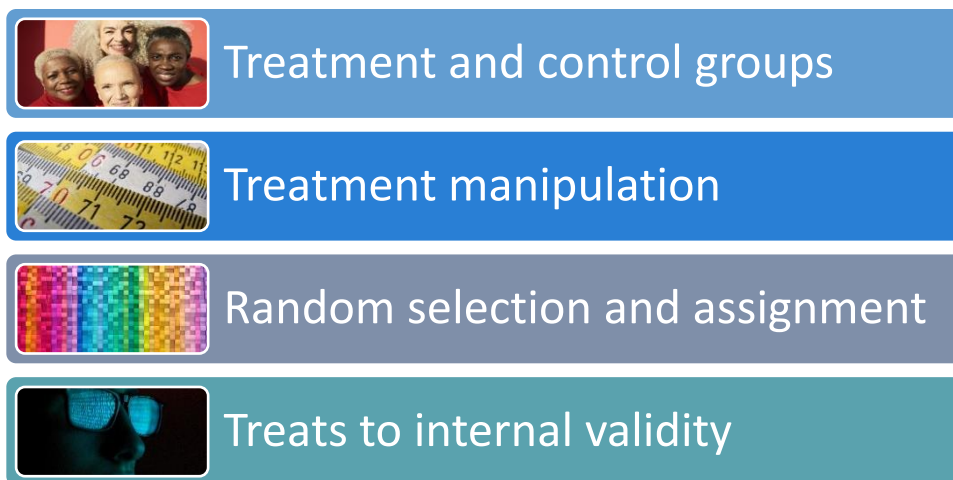 Treatment and control groups
Treatment manipulation
Random selection and assignment
Treats to internal validity